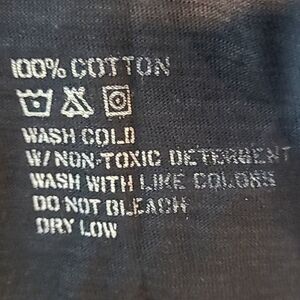 100% COTTON
WASH COLD
W/ NON-TOXIC DETERGENT
WASH WITH LIKE COLORS
DO NOT BLEACH
DRY LOW